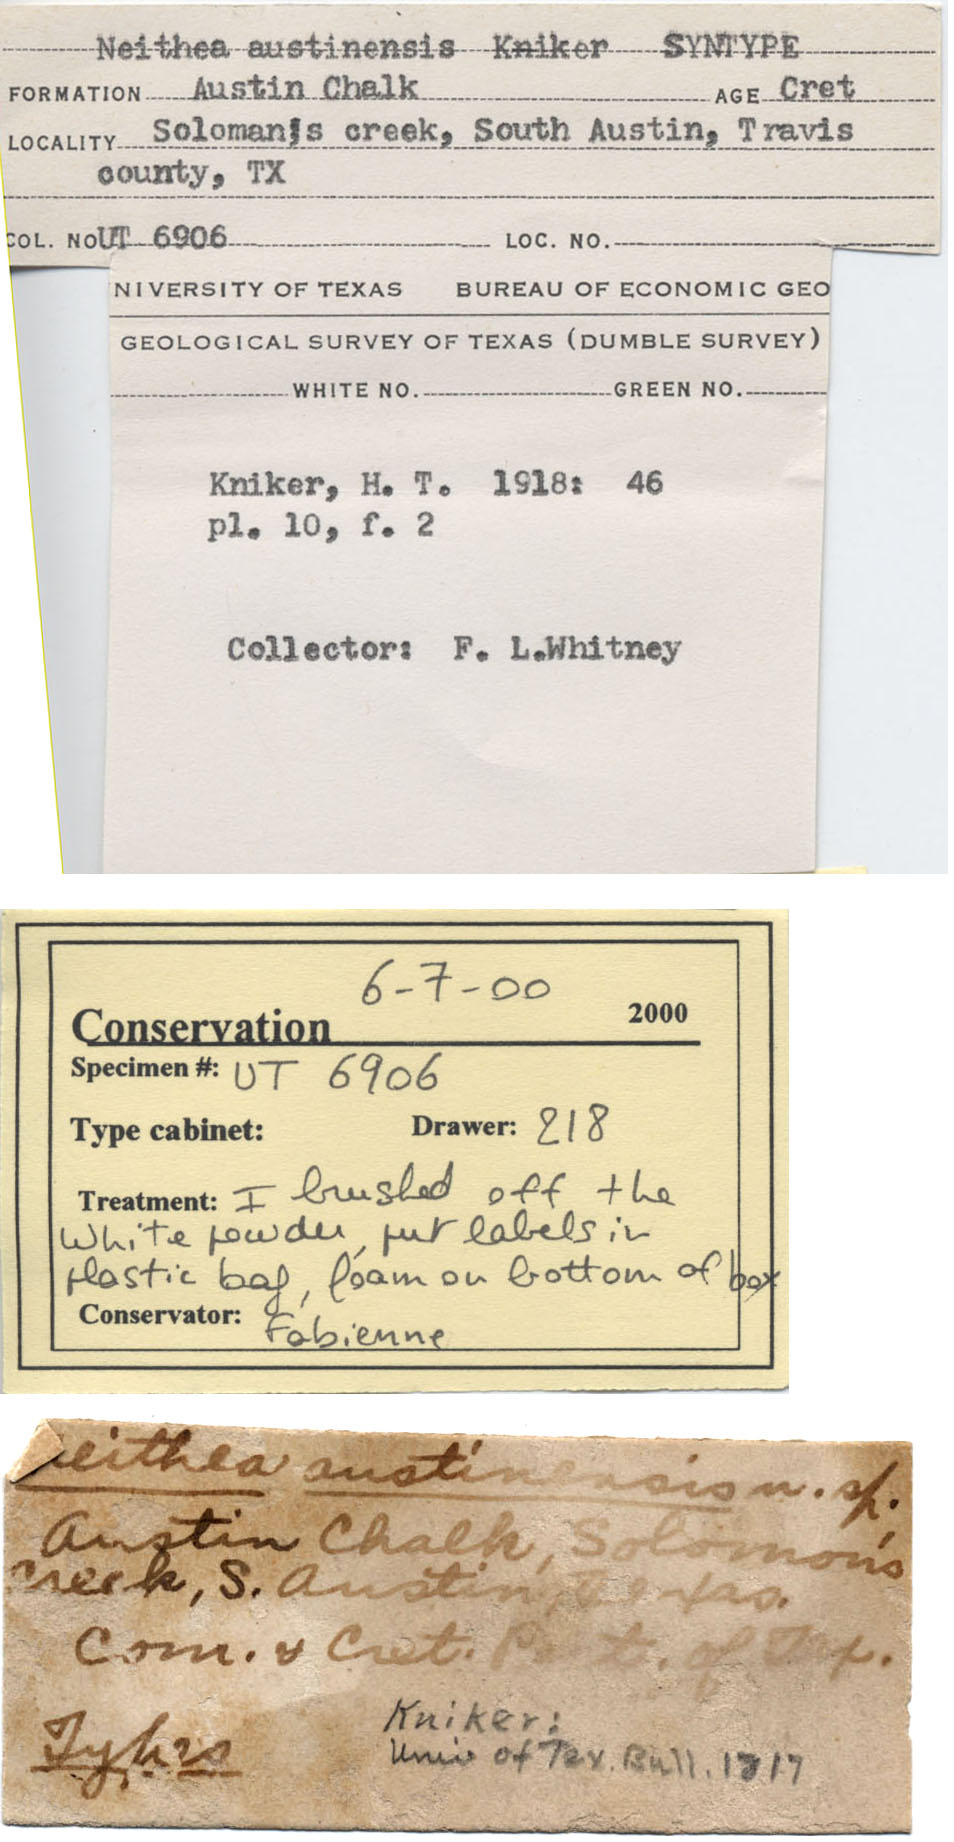 Neithea austinensis Kniker SYNTYPE
FORMATION Austin Chalk AGE Cret
LOCALITY Soloman's creek, South Austin, Travis
county, TX
COL. NO. UT 6906 LOC. NO.
NIVERSITY OF TEXAS BUREAU OF ECONOMIC GEO
GEOLOGICAL SURVEY OF TEXAS (DUMBLE SURVEY)
WHITE NO. GREEN NO.
Kniker, H. T. 1918: 46
pl. 10, f. 2
Collector: F. L.Whitney
6-7-00
Conservation 2000
Specimen #: UT 6906
Type cabinet: Drawer: 218
Treatment: I brushed off the
white powder, put labels in
plastic bag, foam on bottom of box
Conservator: Fabienne
Neithea austinensis n. sp.
Austin Chalk, Solomon's
Creek, S. Austin, Texas.
Com. & Cret. Pect. of Tex.
Types
Kniker:
Univ of Tex. Bull. 1817